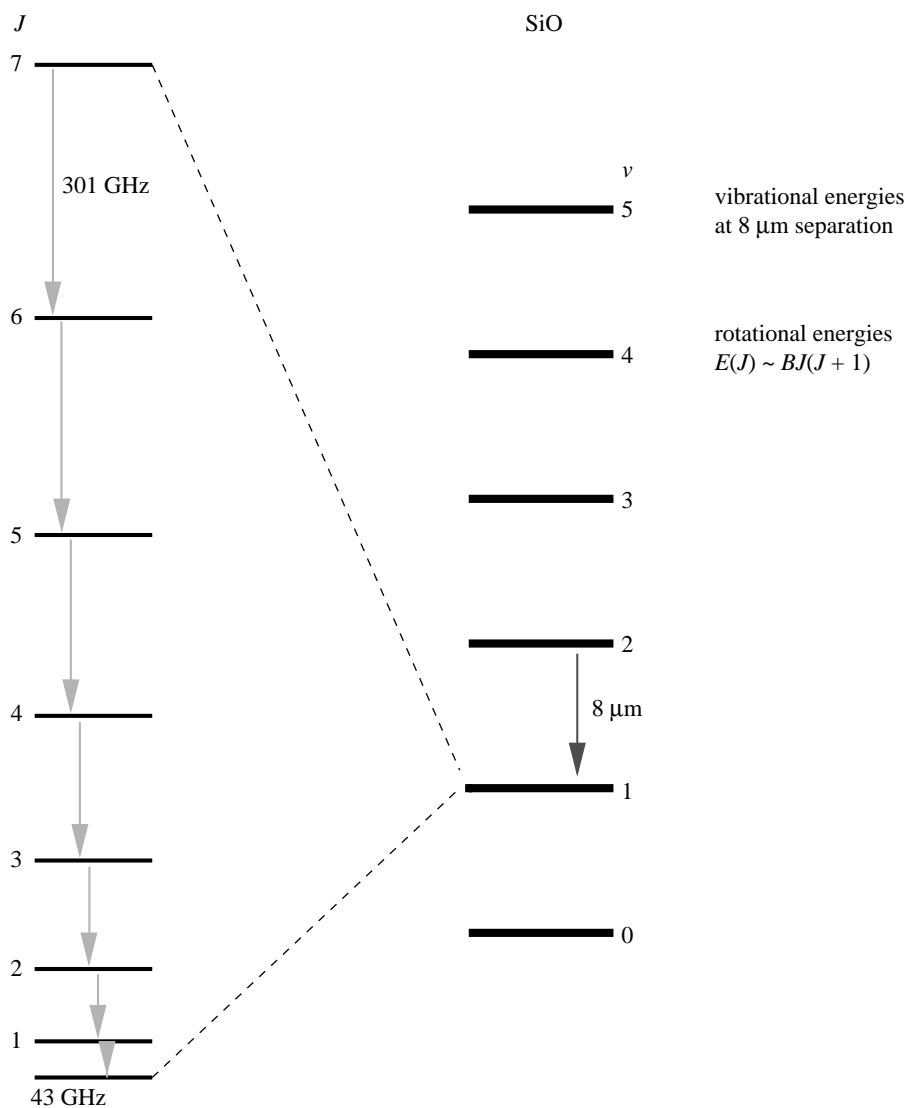 J
SiO
7
301 GHz
v
5
vibrational energies
at 8 μm separation
6
4
rotational energies
E(J) ~ BJ(J + 1)
3
5
2
4
8 μm
1
3
0
2
1
43 GHz